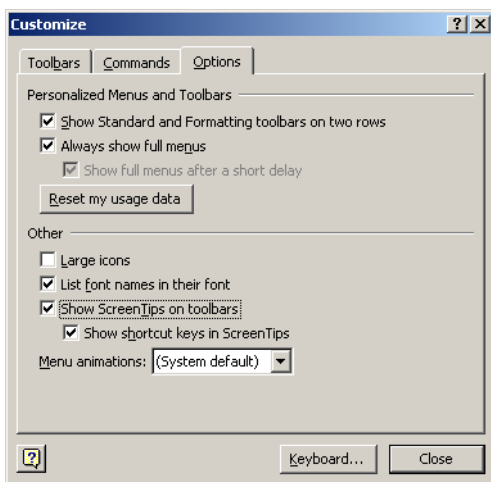 Customize
Toolbars Commands Options
Personalized Menus and Toolbars
Show Standard and Formatting toolbars on two rows
Always show full menus
Show full menus after a short delay
Reset my usage data
Other
Large icons
List font names in their font
Show ScreenTips on toolbars
Show shortcut keys in ScreenTips
Menu animations: (System default)
Keyboard... Close